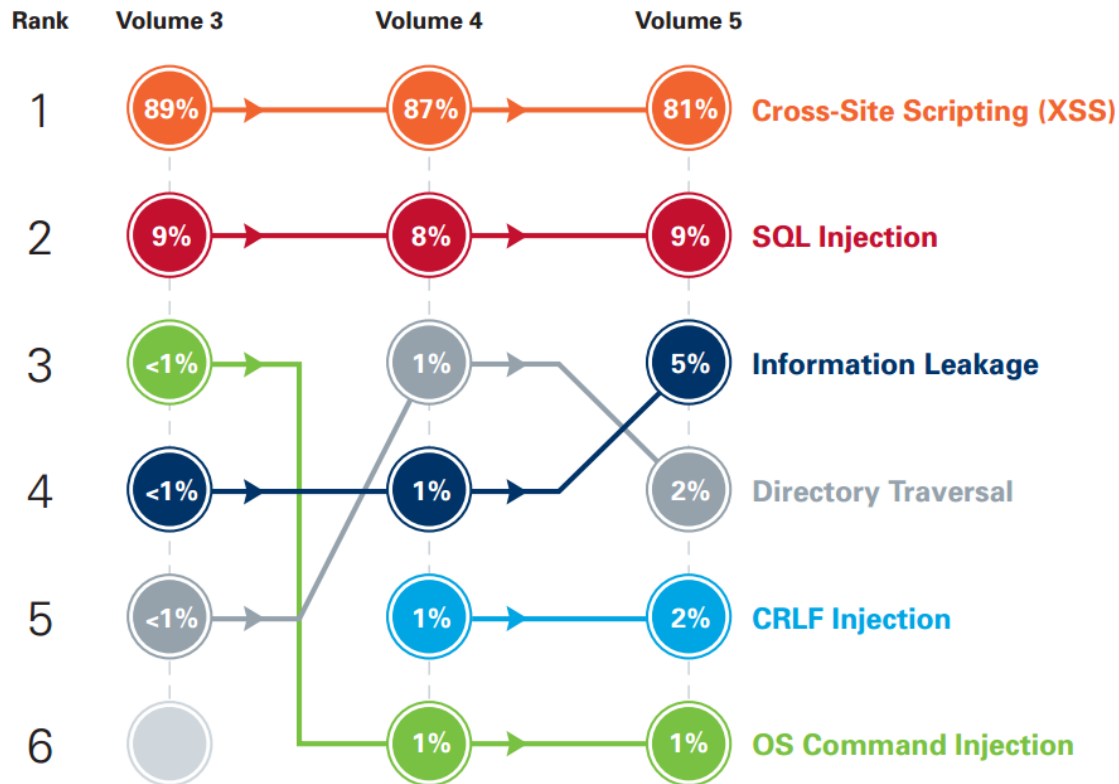 Rank Volume 3 Volume 4 Volume 5
1 89% 87% 81% Cross-Site Scripting (XSS)
2 9% 8% 9% SQL Injection
3 <1% 1% 5% Information Leakage
4 <1% 1% 2% Directory Traversal
5 <1% 1% 2% CRLF Injection
6 1% 1% OS Command Injection